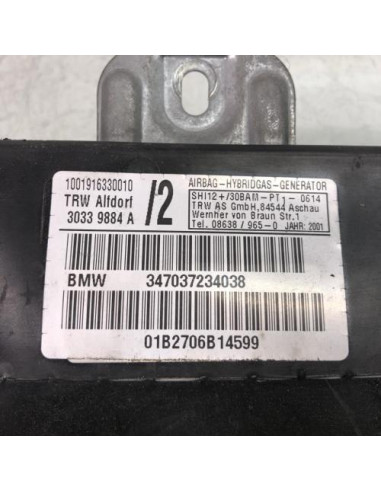 1001916330010
TRW Alfdorf
3033 9884 A
/2
AIRBAG-HYBRIDGAS-GENERATOR
SHI12+/30BAM-PT1-0614
TRW AS GmbH,84544 Aschau
Wernher von Braun Str.1
Tel. 08638/965-0 JAHR: 2001
BMW 347037234038
01B2706B14599